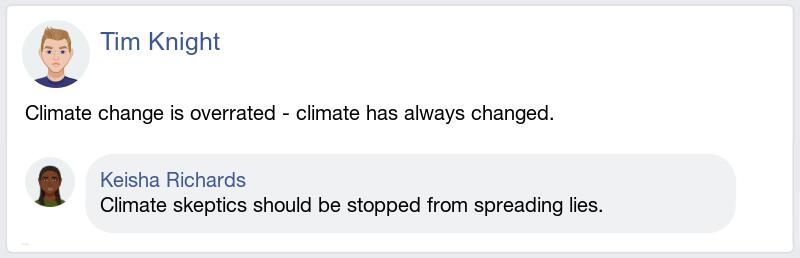 Tim Knight
Climate change is overrated - climate has always changed.
Keisha Richards
Climate skeptics should be stopped from spreading lies.